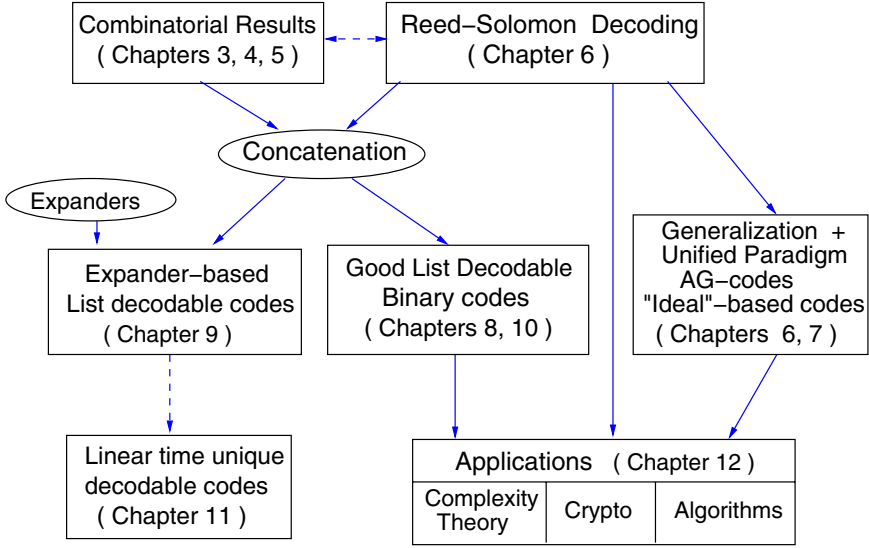 Combinatorial Results
( Chapters 3, 4, 5 )
Reed–Solomon Decoding
( Chapter 6 )
Concatenation
Expanders
Expander–based
List decodable codes
( Chapter 9 )
Good List Decodable
Binary codes
( Chapters 8, 10 )
Generalization +
Unified Paradigm
AG–codes
"Ideal"–based codes
( Chapters 6, 7 )
Linear time unique
decodable codes
( Chapter 11 )
Applications ( Chapter 12 )
Complexity
Theory
Crypto
Algorithms